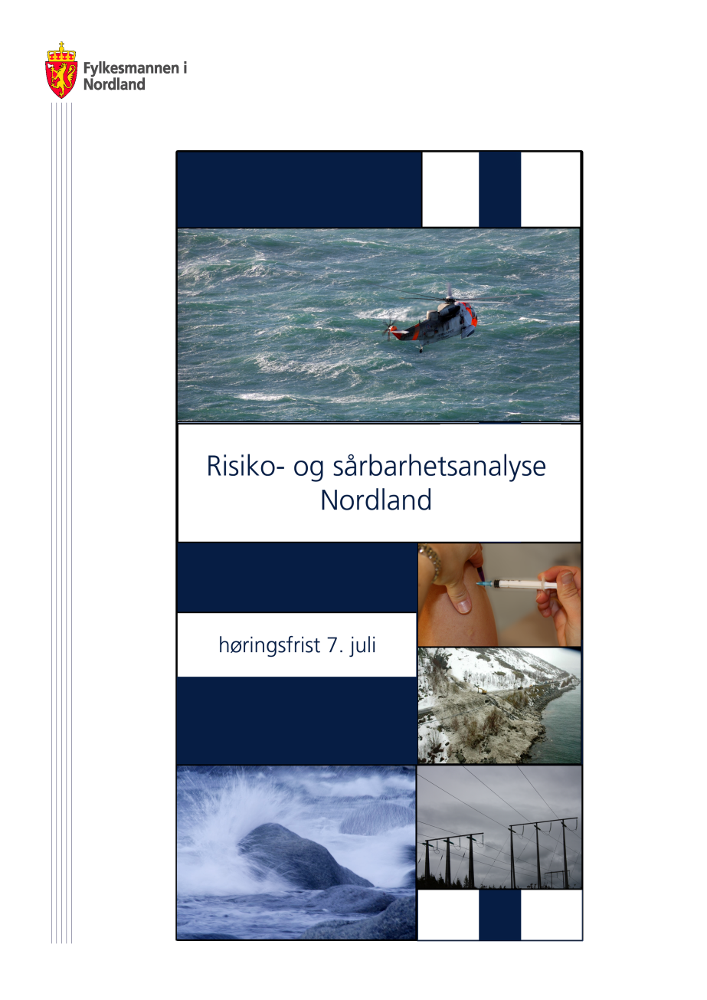 Fylkesmannen i
Nordland
Risiko- og sårbarhetsanalyse
Nordland
høringsfrist 7. juli